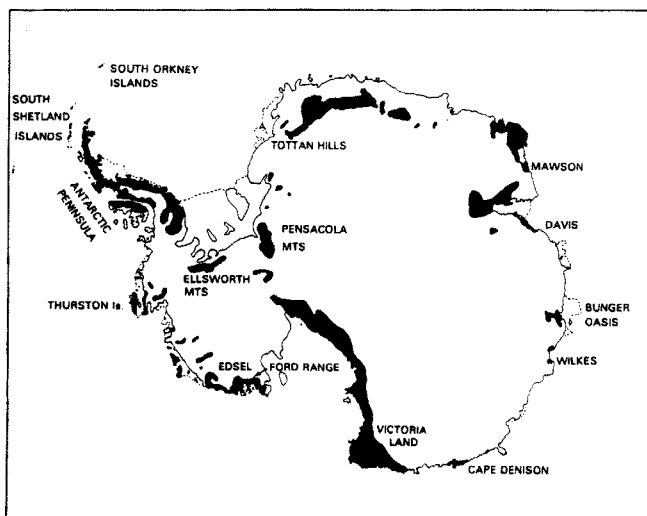 SOUTH ORKNEY
ISLANDS
SOUTH
SHETLAND
ISLANDS
TOTTAN HILLS
MAWSON
ANTARCTIC
PENINSULA
DAVIS
PENSACOLA
MTS
ELLSWORTH
MTS
THURSTON Is.
BUNGER
OASIS
WILKES
EDSEL FORD RANGE
VICTORIA
LAND
CAPE DENISON